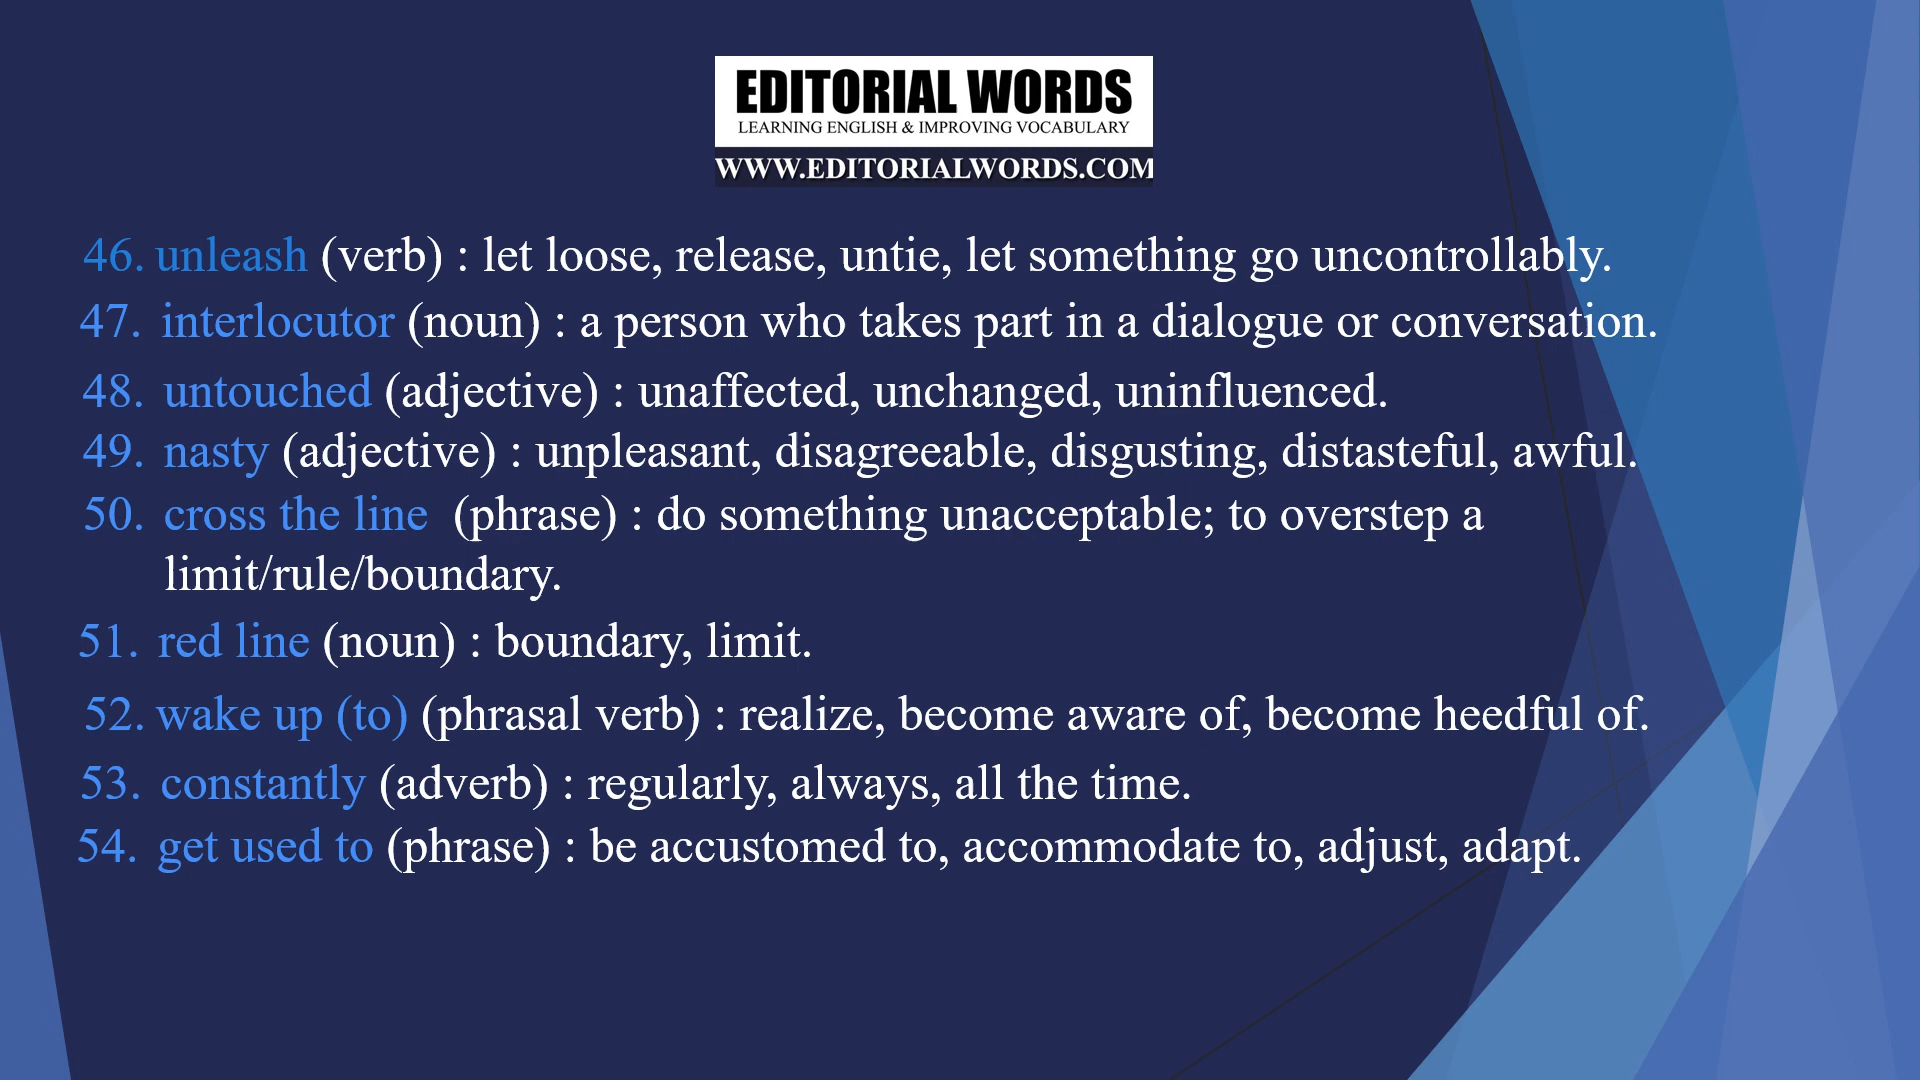 EDITORIAL WORDS
LEARNING ENGLISH & IMPROVING VOCABULARY
WWW.EDITORIALWORDS.COM
46. unleash (verb) : let loose, release, untie, let something go uncontrollably.
47. interlocutor (noun) : a person who takes part in a dialogue or conversation.
48. untouched (adjective) : unaffected, unchanged, uninfluenced.
49. nasty (adjective) : unpleasant, disagreeable, disgusting, distasteful, awful.
50. cross the line (phrase) : do something unacceptable; to overstep a
limit/rule/boundary.
51. red line (noun) : boundary, limit.
52. wake up (to) (phrasal verb) : realize, become aware of, become heedful of.
53. constantly (adverb) : regularly, always, all the time.
54. get used to (phrase) : be accustomed to, accommodate to, adjust, adapt.